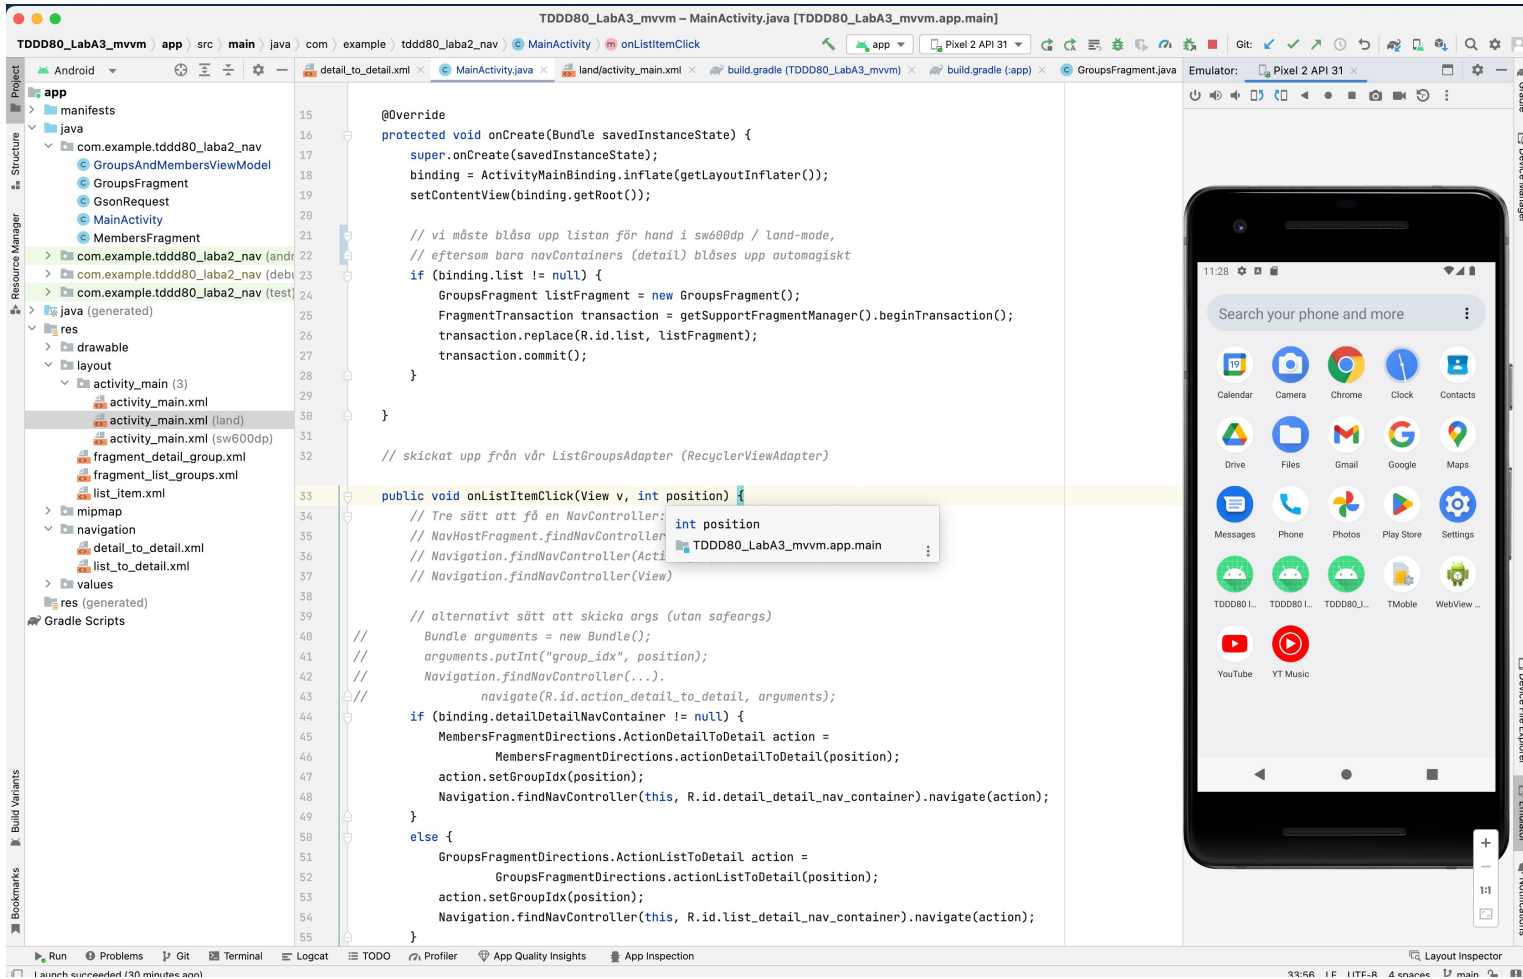 TDDD80_LabA3_mvvm – MainActivity.java [TDDD80_LabA3_mvvm.app.main]
TDDD80_LabA3_mvvm app src main java com example tddd80_laba2_nav MainActivity onListItemClick
app Pixel 2 API 31 Git:
Android
detail_to_detail.xml MainActivity.java land/activity_main.xml build.gradle (TDDD80_LabA3_mvvm) build.gradle (:app) GroupsFragment.java
Emulator: Pixel 2 API 31
Project
Structure
Resource Manager
Build Variants
Bookmarks
app
manifests
java
com.example.tddd80_laba2_nav
GroupsAndMembersViewModel
GroupsFragment
GsonRequest
MainActivity
MembersFragment
com.example.tddd80_laba2_nav (andr
com.example.tddd80_laba2_nav (debu
com.example.tddd80_laba2_nav (test)
java (generated)
res
drawable
layout
activity_main (3)
activity_main.xml
activity_main.xml (land)
activity_main.xml (sw600dp)
fragment_detail_group.xml
fragment_list_groups.xml
list_item.xml
mipmap
navigation
detail_to_detail.xml
list_to_detail.xml
values
res (generated)
Gradle Scripts
15 @Override
16 protected void onCreate(Bundle savedInstanceState) {
17 super.onCreate(savedInstanceState);
18 binding = ActivityMainBinding.inflate(getLayoutInflater());
19 setContentView(binding.getRoot());
20
21 // vi måste blåsa upp listan för hand i sw600dp / land-mode,
22 // eftersom bara navContainers (detail) blåses upp automagiskt
23 if (binding.list != null) {
24 GroupsFragment listFragment = new GroupsFragment();
25 FragmentTransaction transaction = getSupportFragmentManager().beginTransaction();
26 transaction.replace(R.id.list, listFragment);
27 transaction.commit();
28 }
29
30 }
31
32 // skickat upp från vår ListGroupsAdapter (RecyclerViewAdapter)
33 public void onListItemClick(View v, int position) {
34 // Tre sätt att få en NavController:
35 // NavHostFragment.findNavController
36 // Navigation.findNavController(Acti
37 // Navigation.findNavController(View)
38
39 // alternativt sätt att skicka args (utan safeargs)
40 // Bundle arguments = new Bundle();
41 // arguments.putInt("group_idx", position);
42 // Navigation.findNavController(...).
43 // navigate(R.id.action_detail_to_detail, arguments);
44 if (binding.detailDetailNavContainer != null) {
45 MembersFragmentDirections.ActionDetailToDetail action =
46 MembersFragmentDirections.actionDetailToDetail(position);
47 action.setGroupIdx(position);
48 Navigation.findNavController(this, R.id.detail_detail_nav_container).navigate(action);
49 }
50 else {
51 GroupsFragmentDirections.ActionListToDetail action =
52 GroupsFragmentDirections.actionListToDetail(position);
53 action.setGroupIdx(position);
54 Navigation.findNavController(this, R.id.list_detail_nav_container).navigate(action);
55 }
int position
TDDD80_LabA3_mvvm.app.main
11:28
Search your phone and more
19
Calendar Camera Chrome Clock Contacts
Drive Files Gmail Google Maps
Messages Phone Photos Play Store Settings
TDDD80 l... TDDD80 l... TDDD80_l... TMoble WebView ...
YouTube YT Music
1:1
Gradle
Device Manager
Device File Explorer
Emulator
Notifications
Run Problems Git Terminal Logcat TODO Profiler App Quality Insights App Inspection Layout Inspector
Launch succeeded (30 minutes ago) 33:56 LF UTF-8 4 spaces main